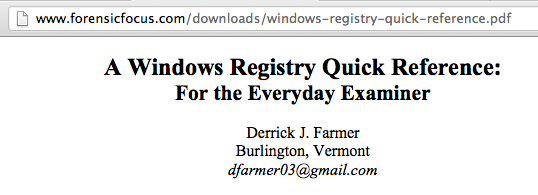 www.forensicfocus.com/downloads/windows-registry-quick-reference.pdf
A Windows Registry Quick Reference:
For the Everyday Examiner
Derrick J. Farmer
Burlington, Vermont
dfarmer03@gmail.com